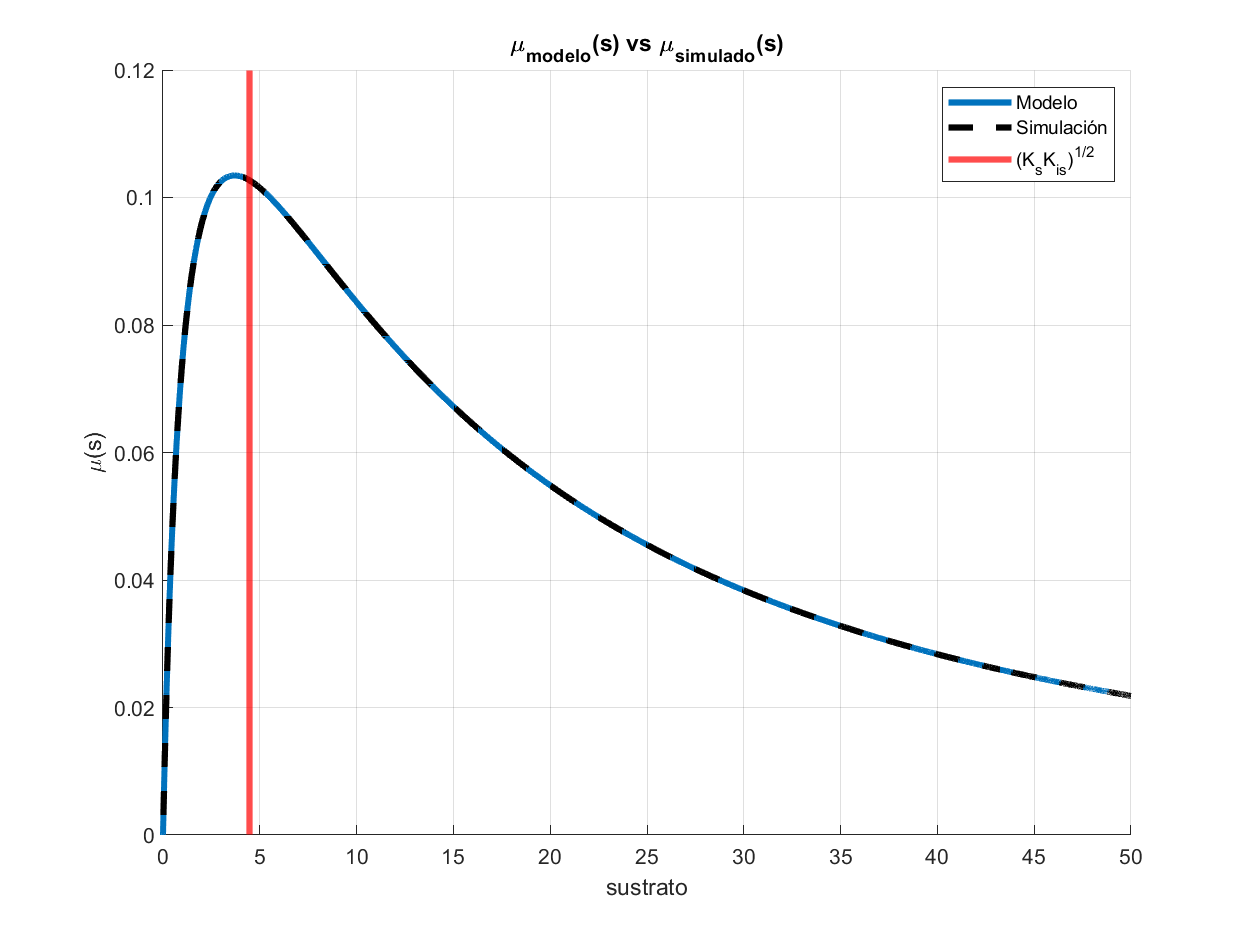 μmodelo(s) vs μsimulado(s)
Modelo
Simulación
(KsKis)1/2
0.12
0.1
0.08
0.06
0.04
0.02
0
μ(s)
0 5 10 15 20 25 30 35 40 45 50
sustrato